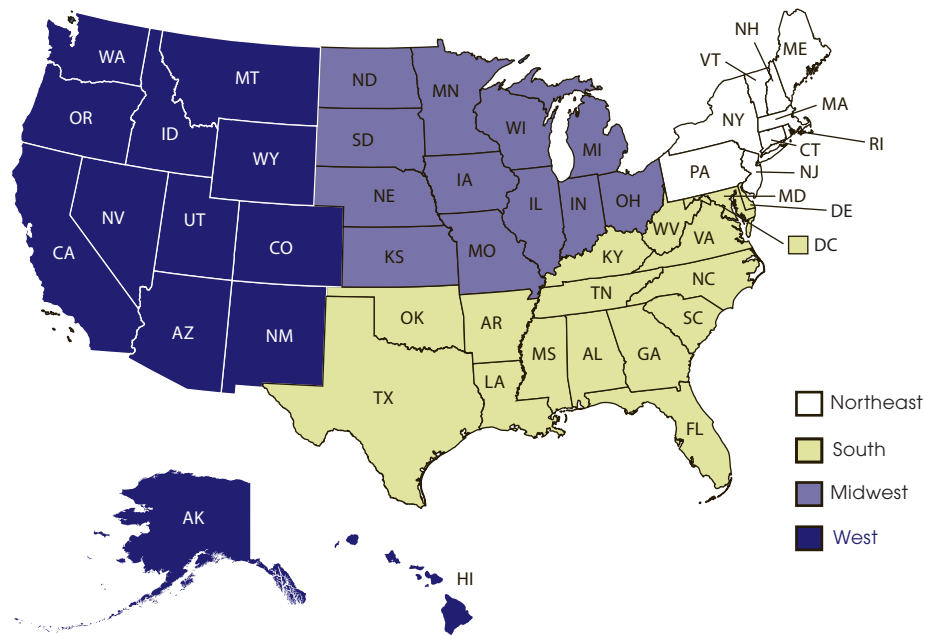 NH
ME
VT
WA
MT
ND
MN
OR
ID
SD
WI
MI
NY
MA
RI
CT
WY
NE
IA
PA
NJ
MD
DE
NV
UT
CO
IL
IN
OH
WV
VA
DC
CA
KS
MO
KY
NC
TN
AZ
NM
OK
AR
SC
MS
AL
GA
TX
LA
FL
Northeast
South
Midwest
West
AK
HI